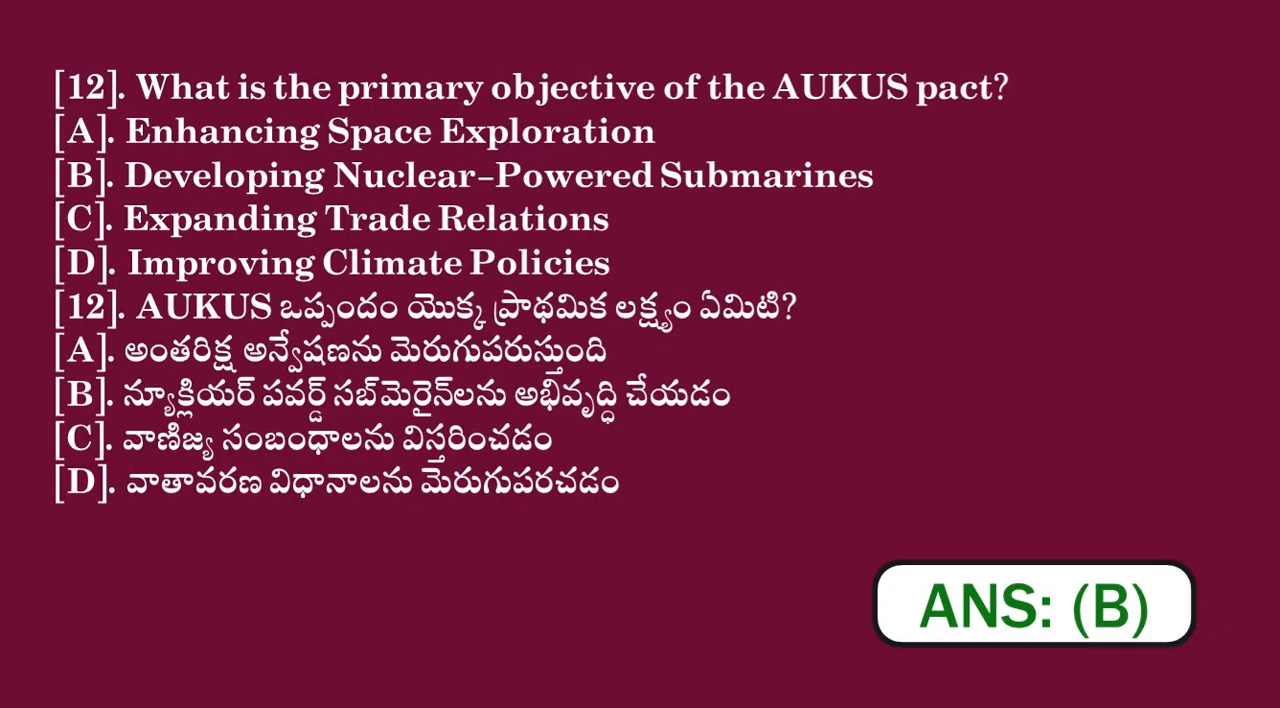 [12]. What is the primary objective of the AUKUS pact?
[A]. Enhancing Space Exploration
[B]. Developing Nuclear-Powered Submarines
[C]. Expanding Trade Relations
[D]. Improving Climate Policies
[12]. AUKUS ఒప్పందం యొక్క ప్రాథమిక లక్ష్యం ఏమిటి?
[A]. అంతరిక్ష అన్వేషణను మెరుగుపరుస్తుంది
[B]. న్యూక్లియర్ పవర్డ్ సబ్‌మెరైన్‌లను అభివృద్ధి చేయడం
[C]. వాణిజ్య సంబంధాలను విస్తరించడం
[D]. వాతావరణ విధానాలను మెరుగుపరచడం
ANS: (B)